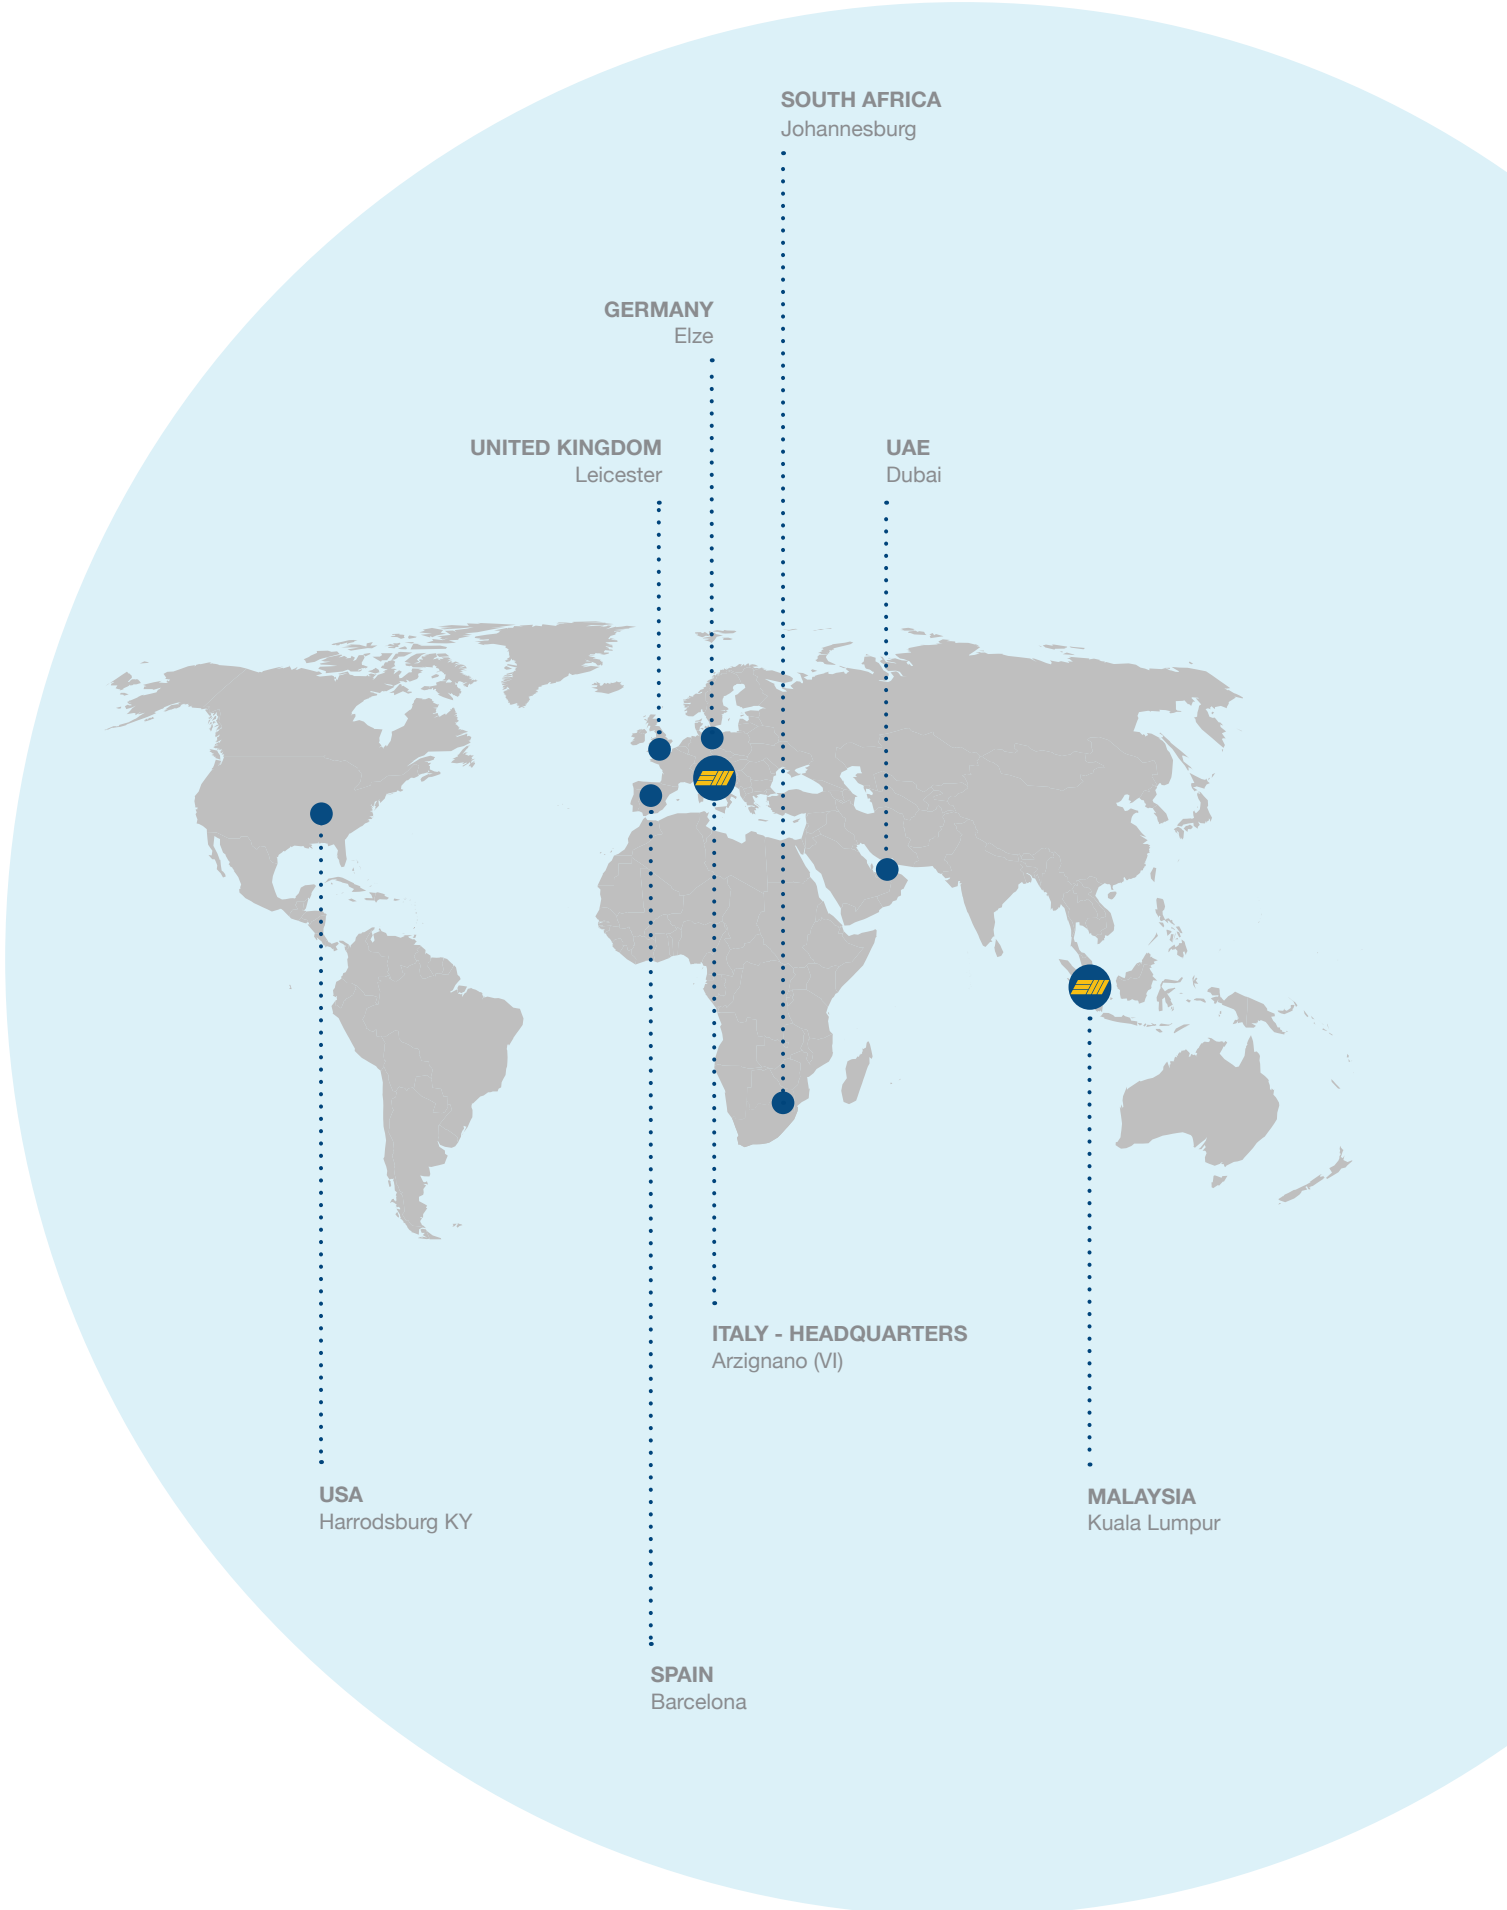 SOUTH AFRICA
Johannesburg
GERMANY
Elze
UNITED KINGDOM
Leicester
UAE
Dubai
ITALY - HEADQUARTERS
Arzignano (VI)
USA
Harrodsburg KY
MALAYSIA
Kuala Lumpur
SPAIN
Barcelona